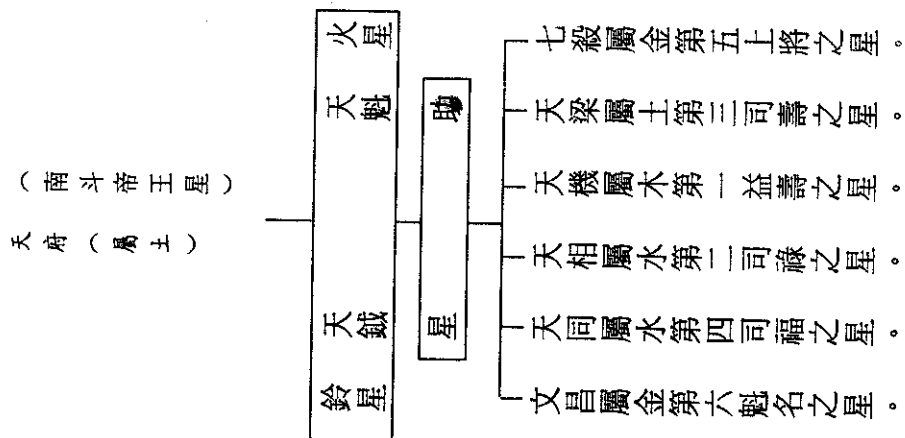 （南斗帝王星）
天府（屬土）
火星
天魁
天鉞
鈴星
助星
七殺屬金第五上將之星。
天梁屬土第三司壽之星。
天機屬木第一益壽之星。
天相屬水第二司祿之星。
天同屬水第四司福之星。
文昌屬金第六魁名之星。